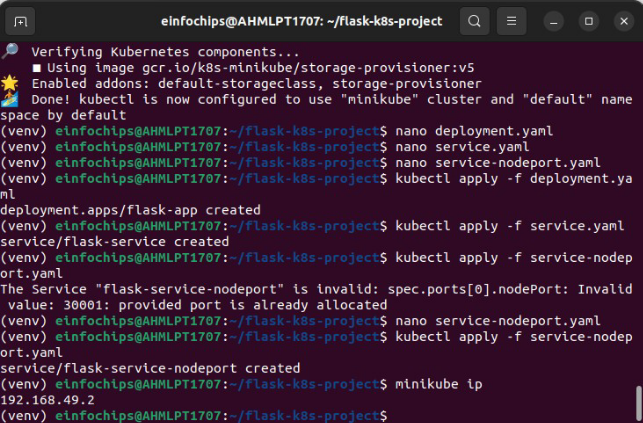 einfochips@AHMLPT1707: ~/flask-k8s-project
Verifying Kubernetes components...
■ Using image gcr.io/k8s-minikube/storage-provisioner:v5
Enabled addons: default-storageclass, storage-provisioner
Done! kubectl is now configured to use "minikube" cluster and "default" name
space by default
(venv) einfochips@AHMLPT1707:~/flask-k8s-project$ nano deployment.yaml
(venv) einfochips@AHMLPT1707:~/flask-k8s-project$ nano service.yaml
(venv) einfochips@AHMLPT1707:~/flask-k8s-project$ nano service-nodeport.yaml
(venv) einfochips@AHMLPT1707:~/flask-k8s-project$ kubectl apply -f deployment.ya
ml
deployment.apps/flask-app created
(venv) einfochips@AHMLPT1707:~/flask-k8s-project$ kubectl apply -f service.yaml
service/flask-service created
(venv) einfochips@AHMLPT1707:~/flask-k8s-project$ kubectl apply -f service-nodep
ort.yaml
The Service "flask-service-nodeport" is invalid: spec.ports[0].nodePort: Invalid
 value: 30001: provided port is already allocated
(venv) einfochips@AHMLPT1707:~/flask-k8s-project$ nano service-nodeport.yaml
(venv) einfochips@AHMLPT1707:~/flask-k8s-project$ kubectl apply -f service-nodep
ort.yaml
service/flask-service-nodeport created
(venv) einfochips@AHMLPT1707:~/flask-k8s-project$ minikube ip
192.168.49.2
(venv) einfochips@AHMLPT1707:~/flask-k8s-project$